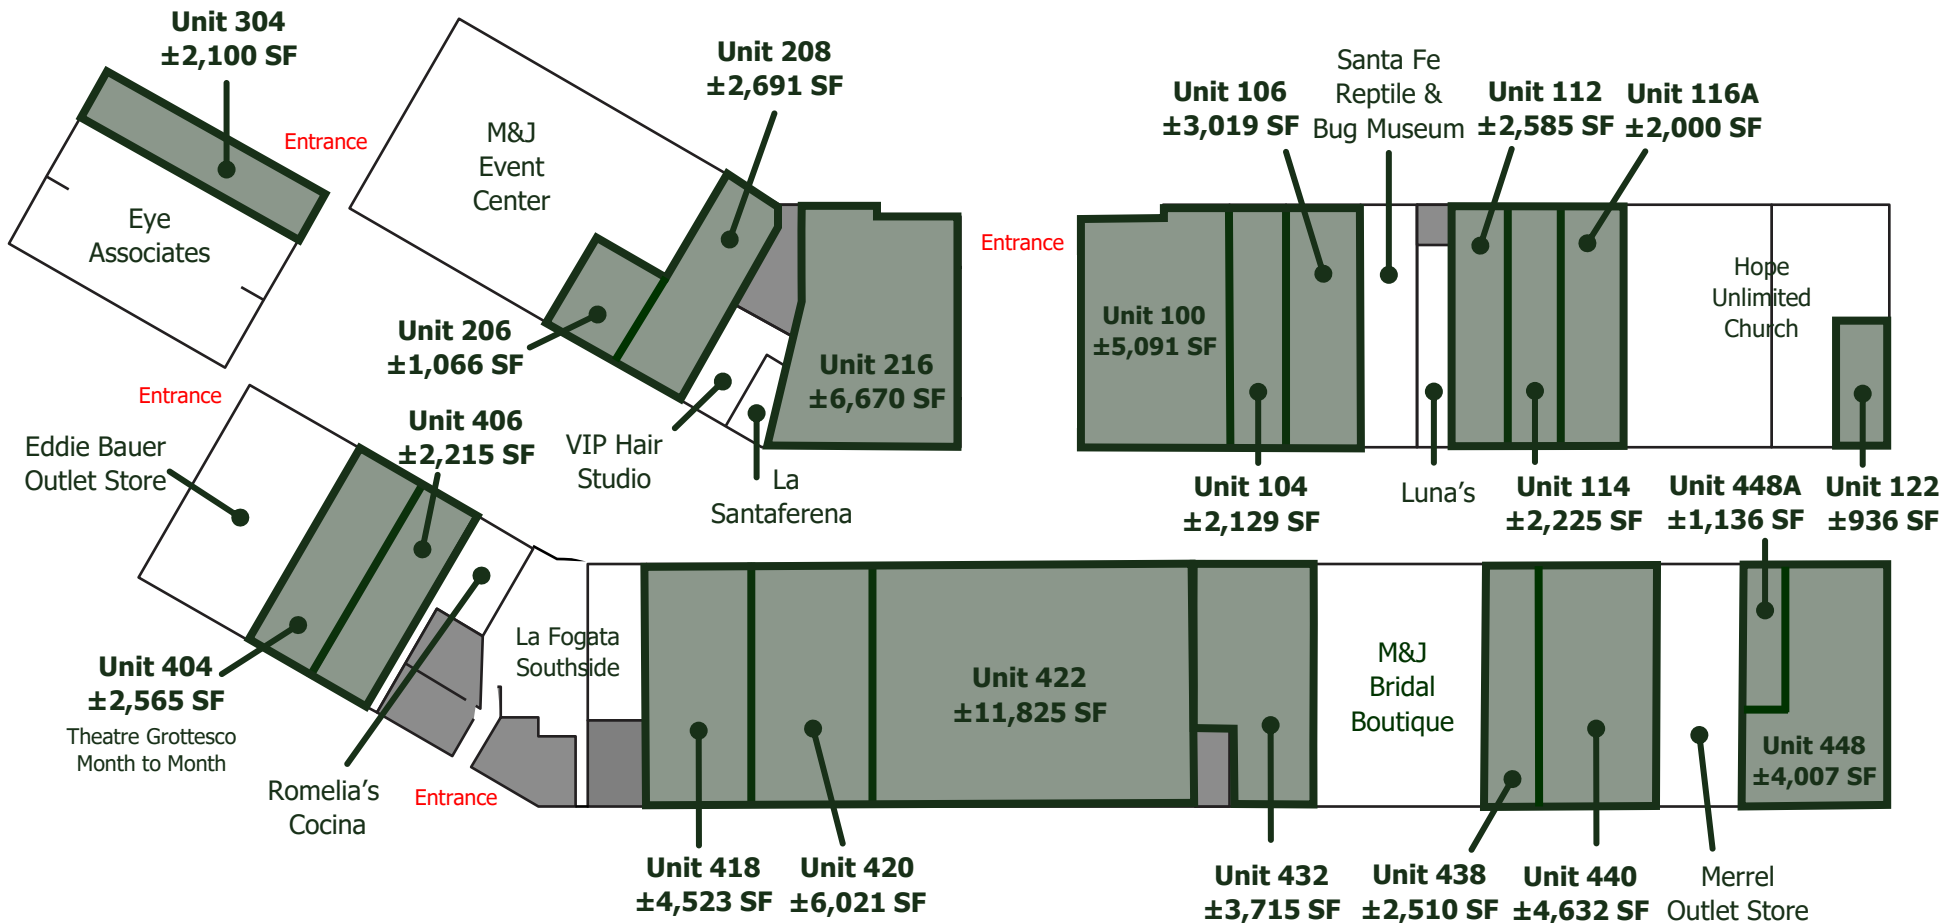 Unit 304
±2,100 SF
Entrance
Eye
Associates
M&J
Event
Center
Unit 208
±2,691 SF
Unit 206
±1,066 SF
Unit 216
±6,670 SF
VIP Hair
Studio
La
Santaferena
Entrance
Unit 100
±5,091 SF
Unit 106
±3,019 SF
Santa Fe
Reptile &
Bug Museum
Unit 112
±2,585 SF
Unit 116A
±2,000 SF
Hope
Unlimited
Church
Unit 104
±2,129 SF
Luna's
Unit 114
±2,225 SF
Unit 448A
±1,136 SF
Unit 122
±936 SF
Entrance
Eddie Bauer
Outlet Store
Unit 406
±2,215 SF
Unit 404
±2,565 SF
Theatre Grottesco
Month to Month
Romelia's
Cocina
Entrance
La Fogata
Southside
Unit 422
±11,825 SF
M&J
Bridal
Boutique
Unit 448
±4,007 SF
Unit 418
±4,523 SF
Unit 420
±6,021 SF
Unit 432
±3,715 SF
Unit 438
±2,510 SF
Unit 440
±4,632 SF
Merrel
Outlet Store